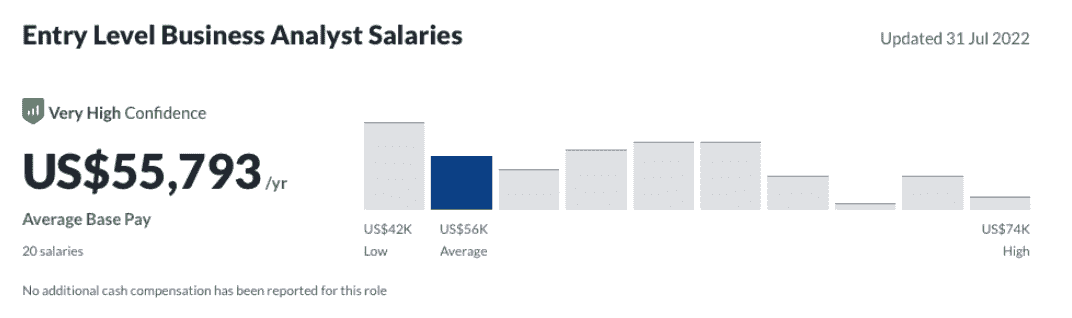 Entry Level Business Analyst Salaries
Updated 31 Jul 2022
Very High Confidence
US$55,793 /yr
Average Base Pay
20 salaries
US$42K US$56K US$74K
Low Average High
No additional cash compensation has been reported for this role